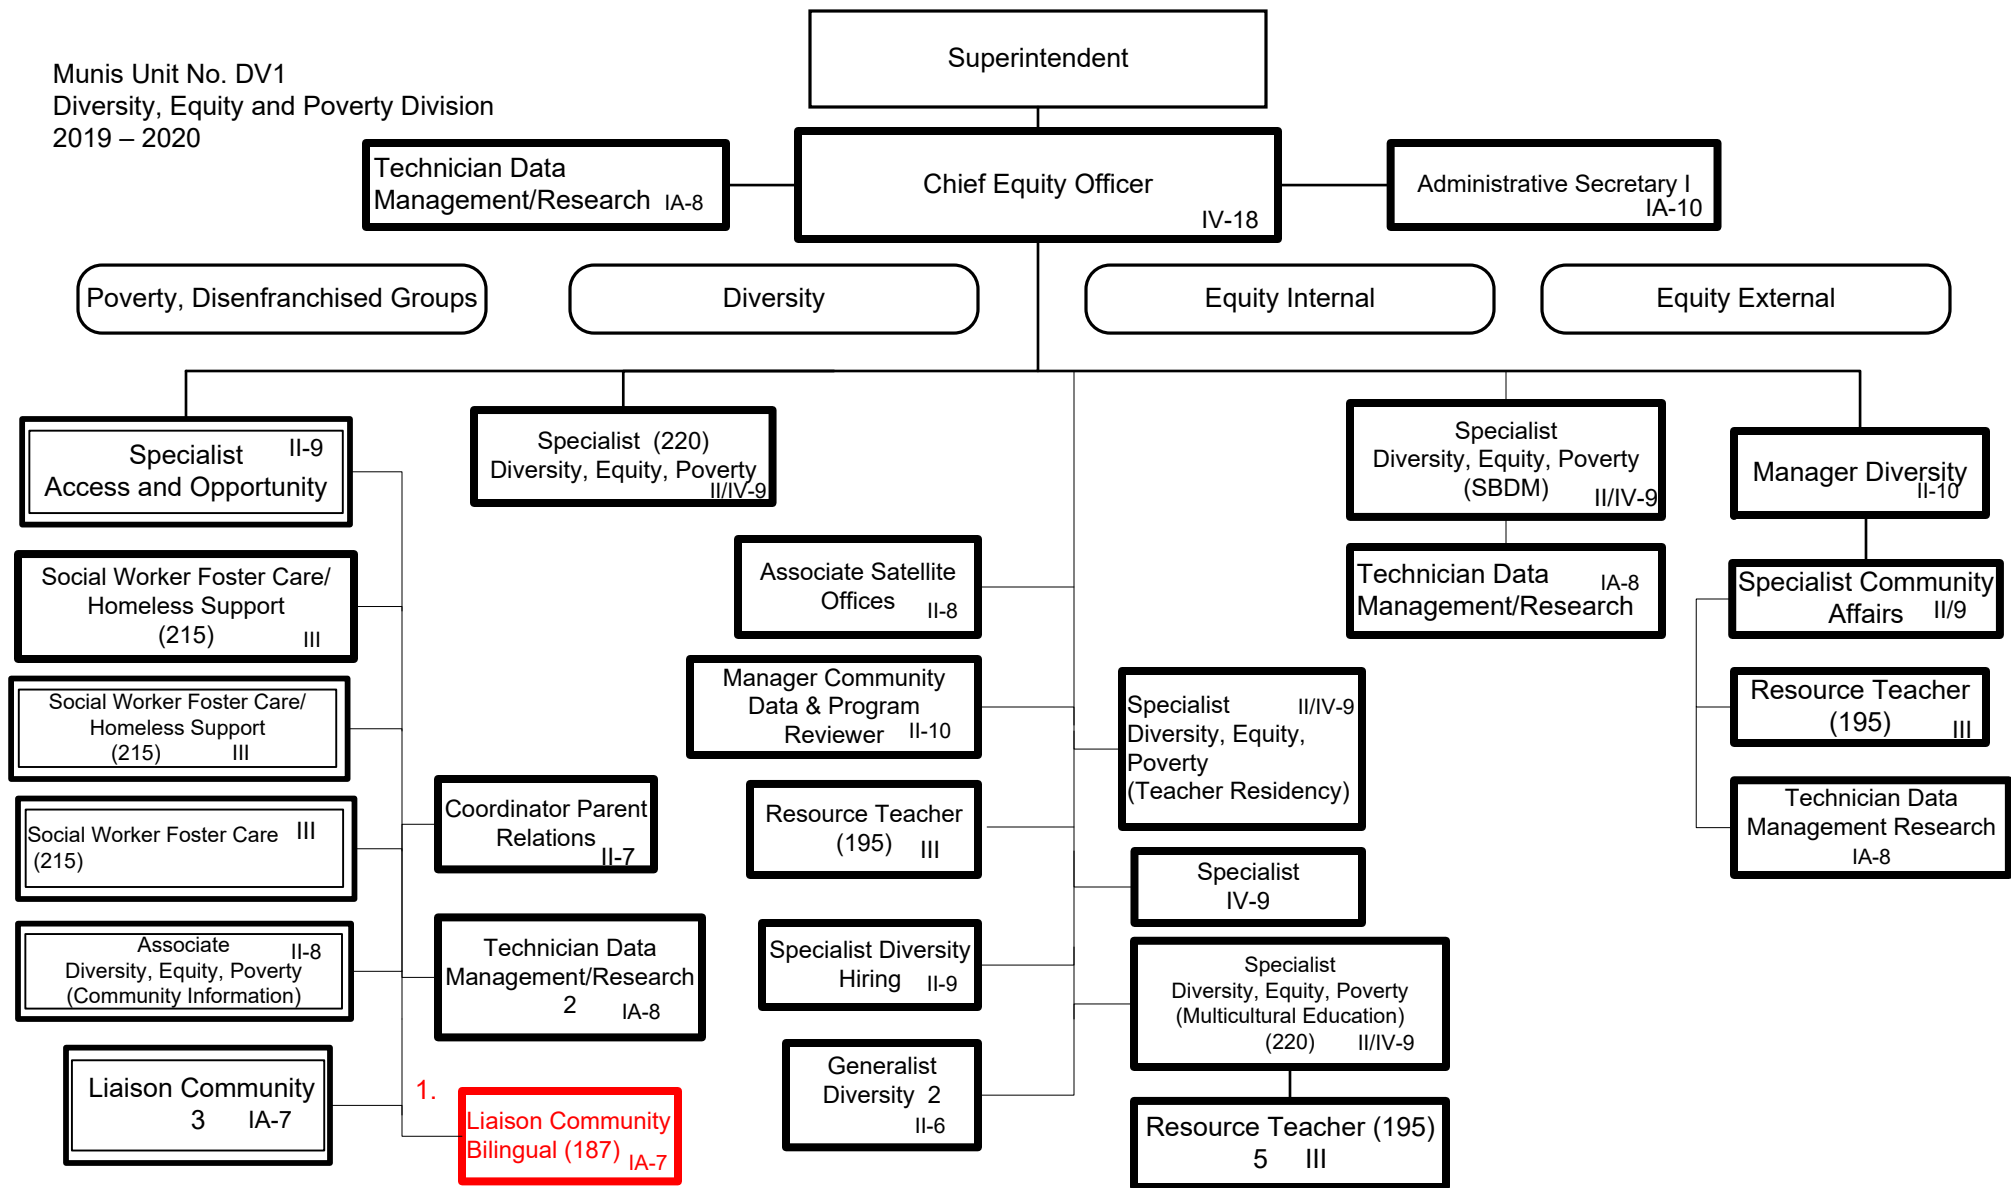 Munis Unit No. DV1
Diversity, Equity and Poverty Division
2019 – 2020
Superintendent
Technician Data
Management/Research IA-8
Chief Equity Officer
IV-18
Administrative Secretary I
IA-10
Poverty, Disenfranchised Groups
Diversity
Equity Internal
Equity External
Specialist II-9
Access and Opportunity
Social Worker Foster Care/
Homeless Support
(215) III
Social Worker Foster Care/
Homeless Support
(215) III
Social Worker Foster Care III
(215)
Associate II-8
Diversity, Equity, Poverty
(Community Information)
Liaison Community
3 IA-7
Coordinator Parent
Relations
II-7
Technician Data
Management/Research
2 IA-8
1.
Liaison Community
Bilingual (187) IA-7
Specialist (220)
Diversity, Equity, Poverty
II/IV-9
Associate Satellite
Offices
II-8
Manager Community
Data & Program
Reviewer II-10
Resource Teacher
(195) III
Specialist Diversity
Hiring II-9
Generalist
Diversity 2
II-6
Specialist II/IV-9
Diversity, Equity,
Poverty
(Teacher Residency)
Specialist
IV-9
Specialist
Diversity, Equity, Poverty
(Multicultural Education)
(220) II/IV-9
Resource Teacher (195)
5 III
Specialist
Diversity, Equity, Poverty
(SBDM) II/IV-9
Technician Data IA-8
Management/Research
Manager Diversity
II-10
Specialist Community
Affairs II/9
Resource Teacher
(195) III
Technician Data
Management Research
IA-8